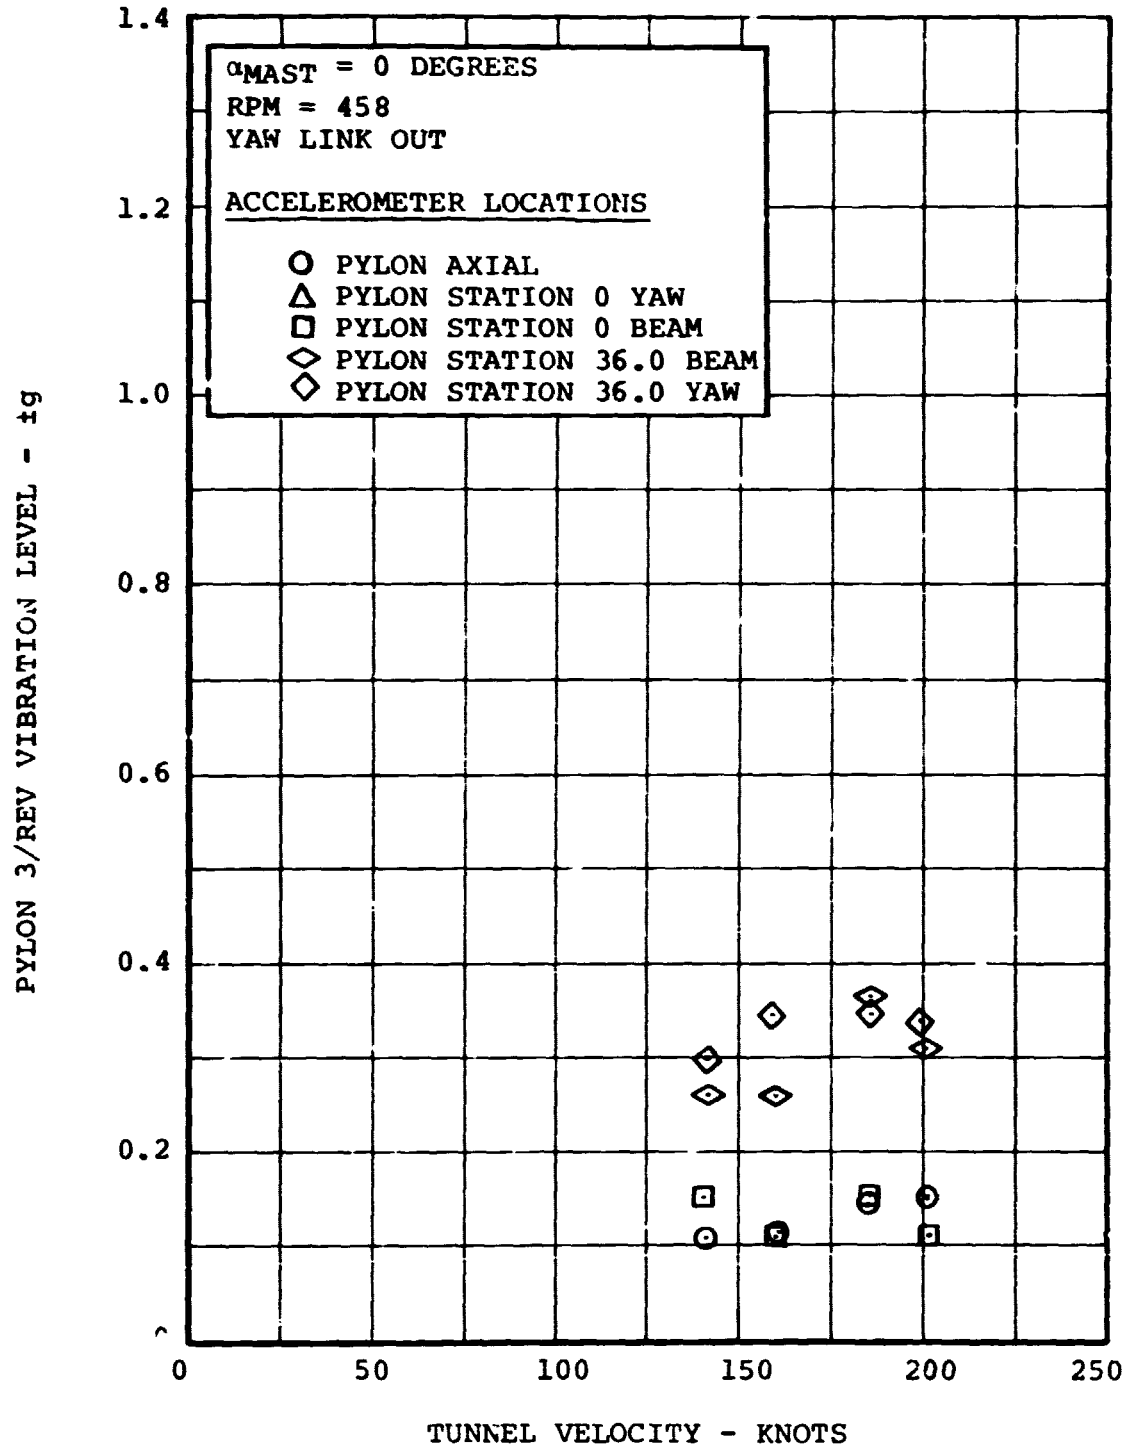 1.4
α MAST = 0 DEGREES
RPM = 458
YAW LINK OUT
ACCELEROMETER LOCATIONS
PYLON AXIAL
PYLON STATION 0 YAW
PYLON STATION 0 BEAM
PYLON STATION 36.0 BEAM
PYLON STATION 36.0 YAW
1.2
1.0
0.8
0.6
0.4
0.2
PYLON 3/REV VIBRATION LEVEL - ±g
0 50 100 150 200 250
TUNNEL VELOCITY - KNOTS